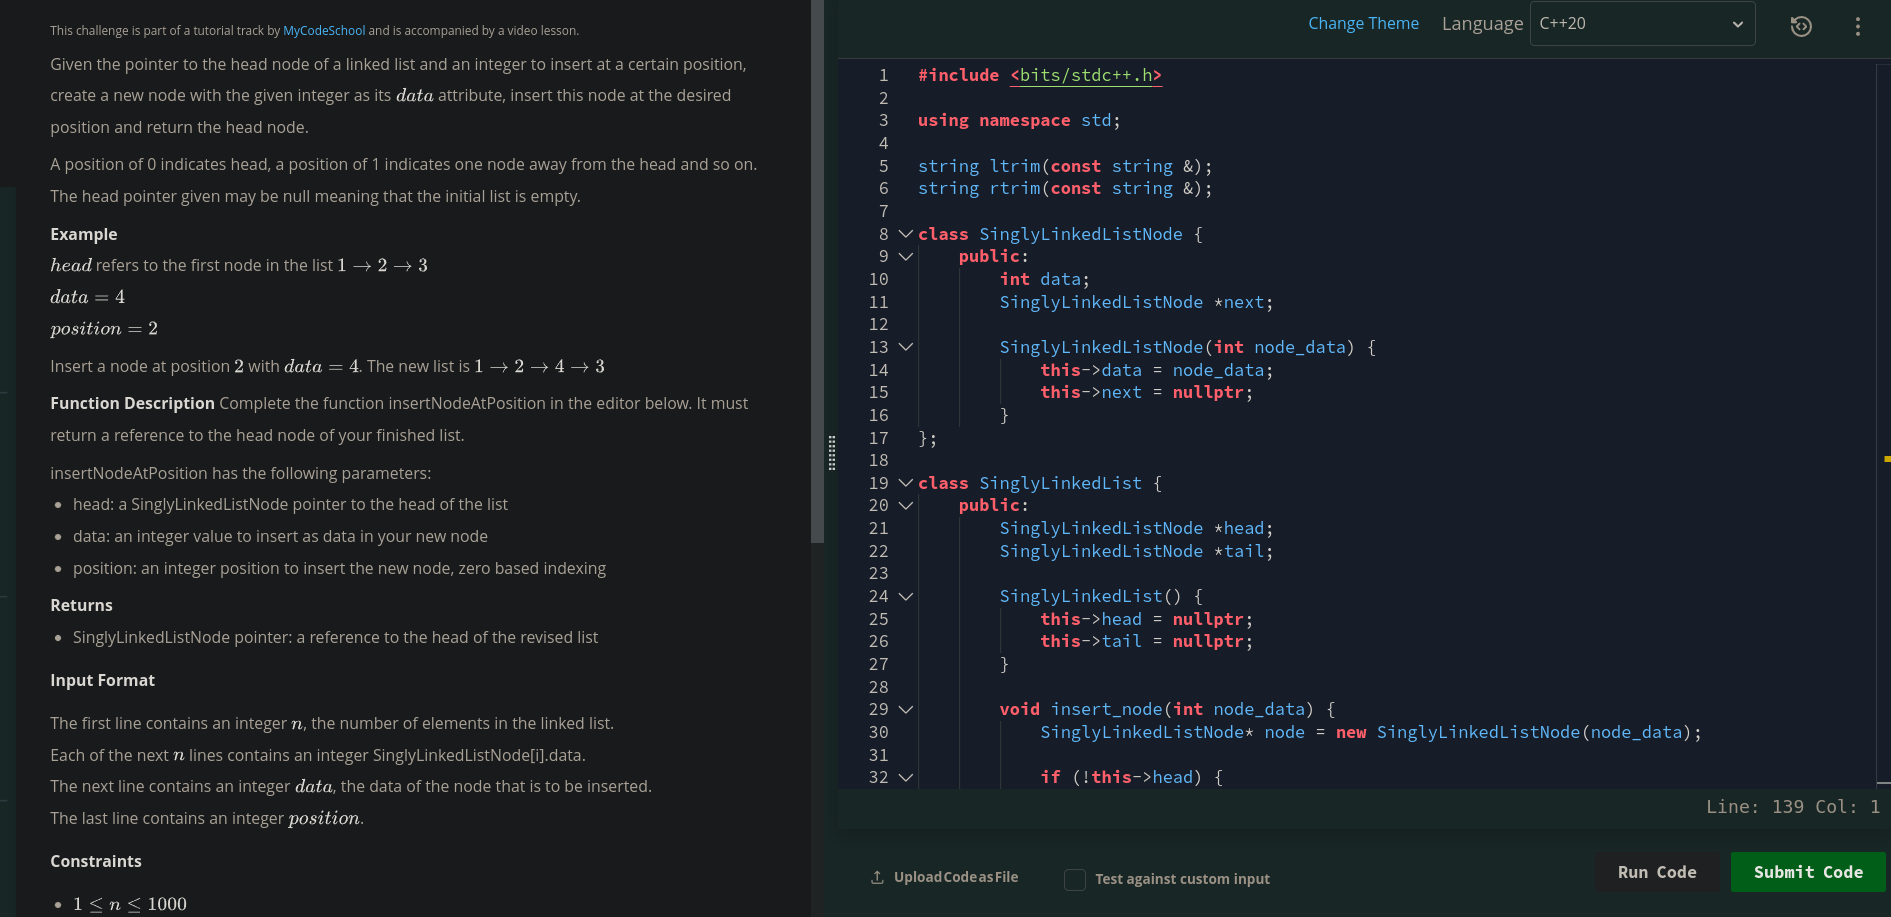 This challenge is part of a tutorial track by MyCodeSchool and is accompanied by a video lesson.
Given the pointer to the head node of a linked list and an integer to insert at a certain position,
create a new node with the given integer as its data attribute, insert this node at the desired
position and return the head node.
A position of 0 indicates head, a position of 1 indicates one node away from the head and so on.
The head pointer given may be null meaning that the initial list is empty.
Example
head refers to the first node in the list 1 → 2 → 3
data = 4
position = 2
Insert a node at position 2 with data = 4. The new list is 1 → 2 → 4 → 3
Function Description Complete the function insertNodeAtPosition in the editor below. It must
return a reference to the head node of your finished list.
insertNodeAtPosition has the following parameters:
• head: a SinglyLinkedListNode pointer to the head of the list
• data: an integer value to insert as data in your new node
• position: an integer position to insert the new node, zero based indexing
Returns
• SinglyLinkedListNode pointer: a reference to the head of the revised list
Input Format
The first line contains an integer n, the number of elements in the linked list.
Each of the next n lines contains an integer SinglyLinkedListNode[i].data.
The next line contains an integer data, the data of the node that is to be inserted.
The last line contains an integer position.
Constraints
• 1 ≤ n ≤ 1000
Change Theme Language C++20
1 #include <bits/stdc++.h>
2
3 using namespace std;
4
5 string ltrim(const string &);
6 string rtrim(const string &);
7
8 class SinglyLinkedListNode {
9 public:
10 int data;
11 SinglyLinkedListNode *next;
12
13 SinglyLinkedListNode(int node_data) {
14 this->data = node_data;
15 this->next = nullptr;
16 }
17 };
18
19 class SinglyLinkedList {
20 public:
21 SinglyLinkedListNode *head;
22 SinglyLinkedListNode *tail;
23
24 SinglyLinkedList() {
25 this->head = nullptr;
26 this->tail = nullptr;
27 }
28
29 void insert_node(int node_data) {
30 SinglyLinkedListNode* node = new SinglyLinkedListNode(node_data);
31
32 if (!this->head) {
Line: 139 Col: 1
Upload Code as File Test against custom input Run Code Submit Code